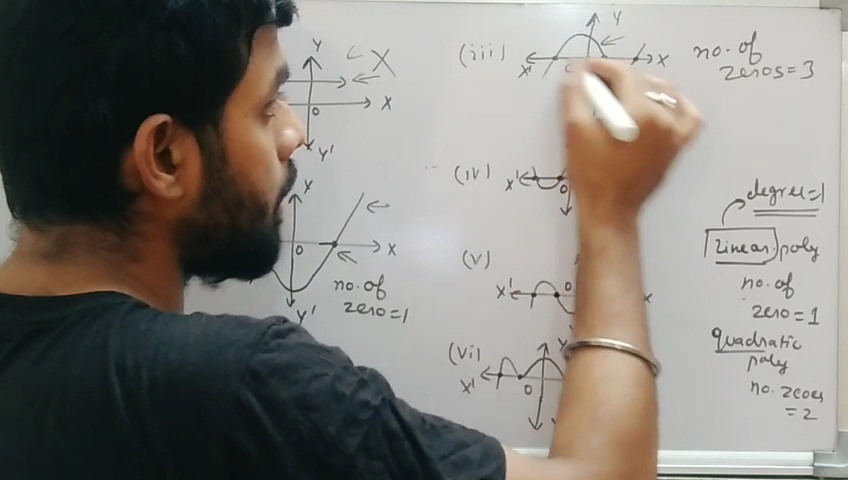 Y
X
X
0
Y'
X
0
X
no. of
zero = 1
Y'
(iii)
Y
X'
X
no. of
zeros = 3
(iv)
X'
0
(v)
X'
0
x
(vi)
Y
X'
0
degree = 1
Linear poly
no. of
zero = 1
quadratic
poly
no. zeoes
= 2